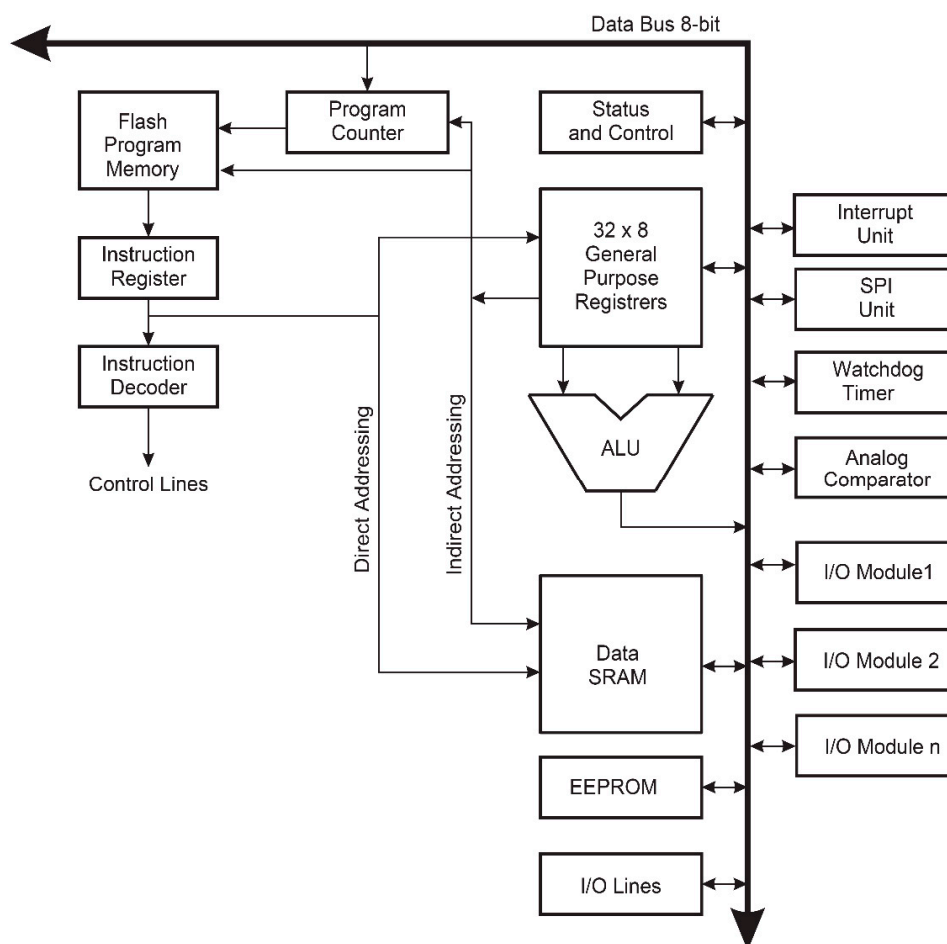 Data Bus 8-bit
Flash
Program
Memory
Program
Counter
Status
and Control
Interrupt
Unit
32 x 8
General
Purpose
Registrers
Instruction
Register
SPI
Unit
Instruction
Decoder
Watchdog
Timer
ALU
Analog
Comparator
Control Lines
Direct Addressing
Indirect Addressing
I/O Module1
Data
SRAM
I/O Module 2
I/O Module n
EEPROM
I/O Lines